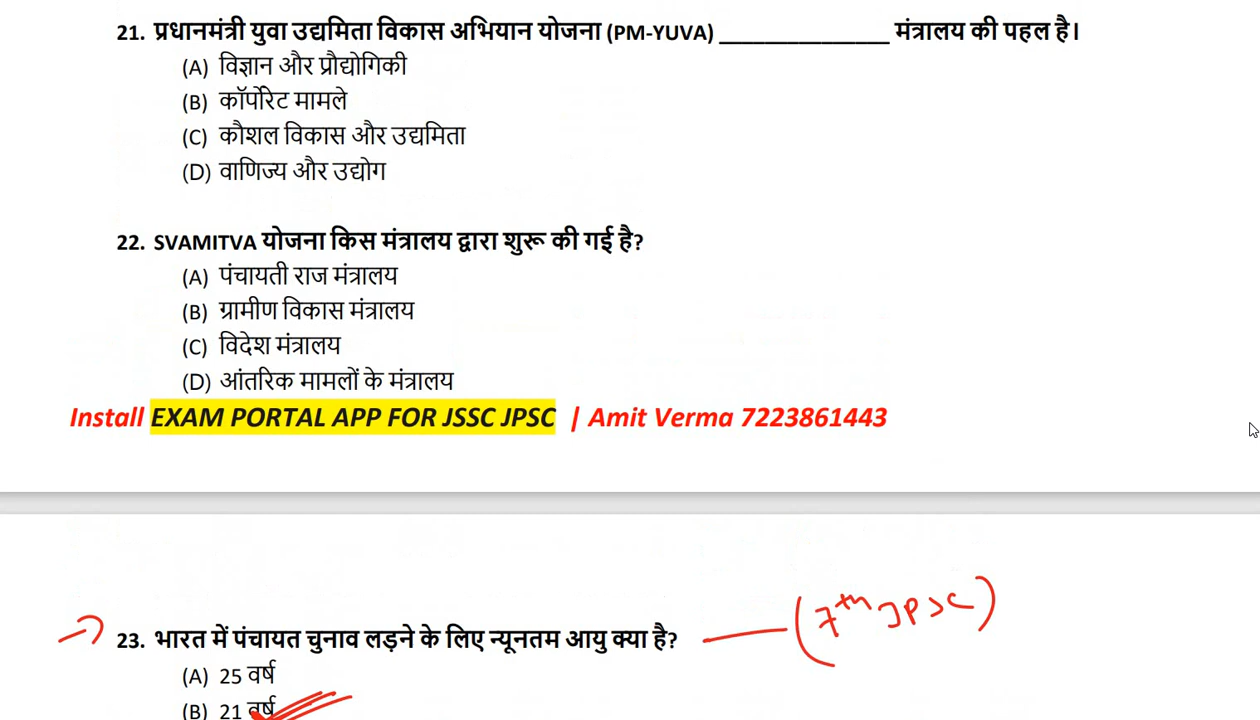 21. प्रधानमंत्री युवा उद्यमिता विकास अभियान योजना (PM-YUVA) ______________ मंत्रालय की पहल है।
(A) विज्ञान और प्रौद्योगिकी
(B) कॉर्पोरेट मामले
(C) कौशल विकास और उद्यमिता
(D) वाणिज्य और उद्योग
22. SVAMITVA योजना किस मंत्रालय द्वारा शुरू की गई है?
(A) पंचायती राज मंत्रालय
(B) ग्रामीण विकास मंत्रालय
(C) विदेश मंत्रालय
(D) आंतरिक मामलों के मंत्रालय
Install EXAM PORTAL APP FOR JSSC JPSC | Amit Verma 7223861443
23. भारत में पंचायत चुनाव लड़ने के लिए न्यूनतम आयु क्या है? (7th JPSC)
(A) 25 वर्ष
(B) 21 वर्ष